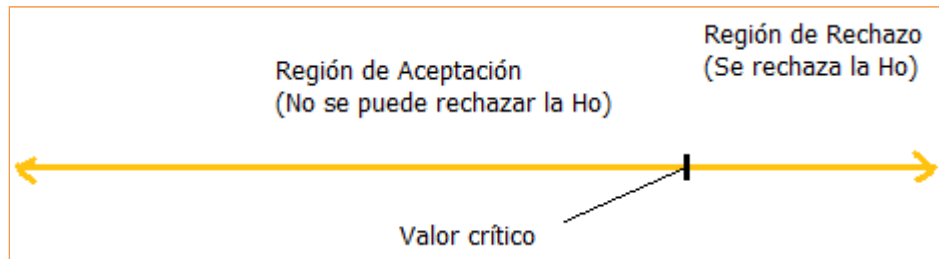 Región de Rechazo
(Se rechaza la Ho)
Región de Aceptación
(No se puede rechazar la Ho)
Valor crítico